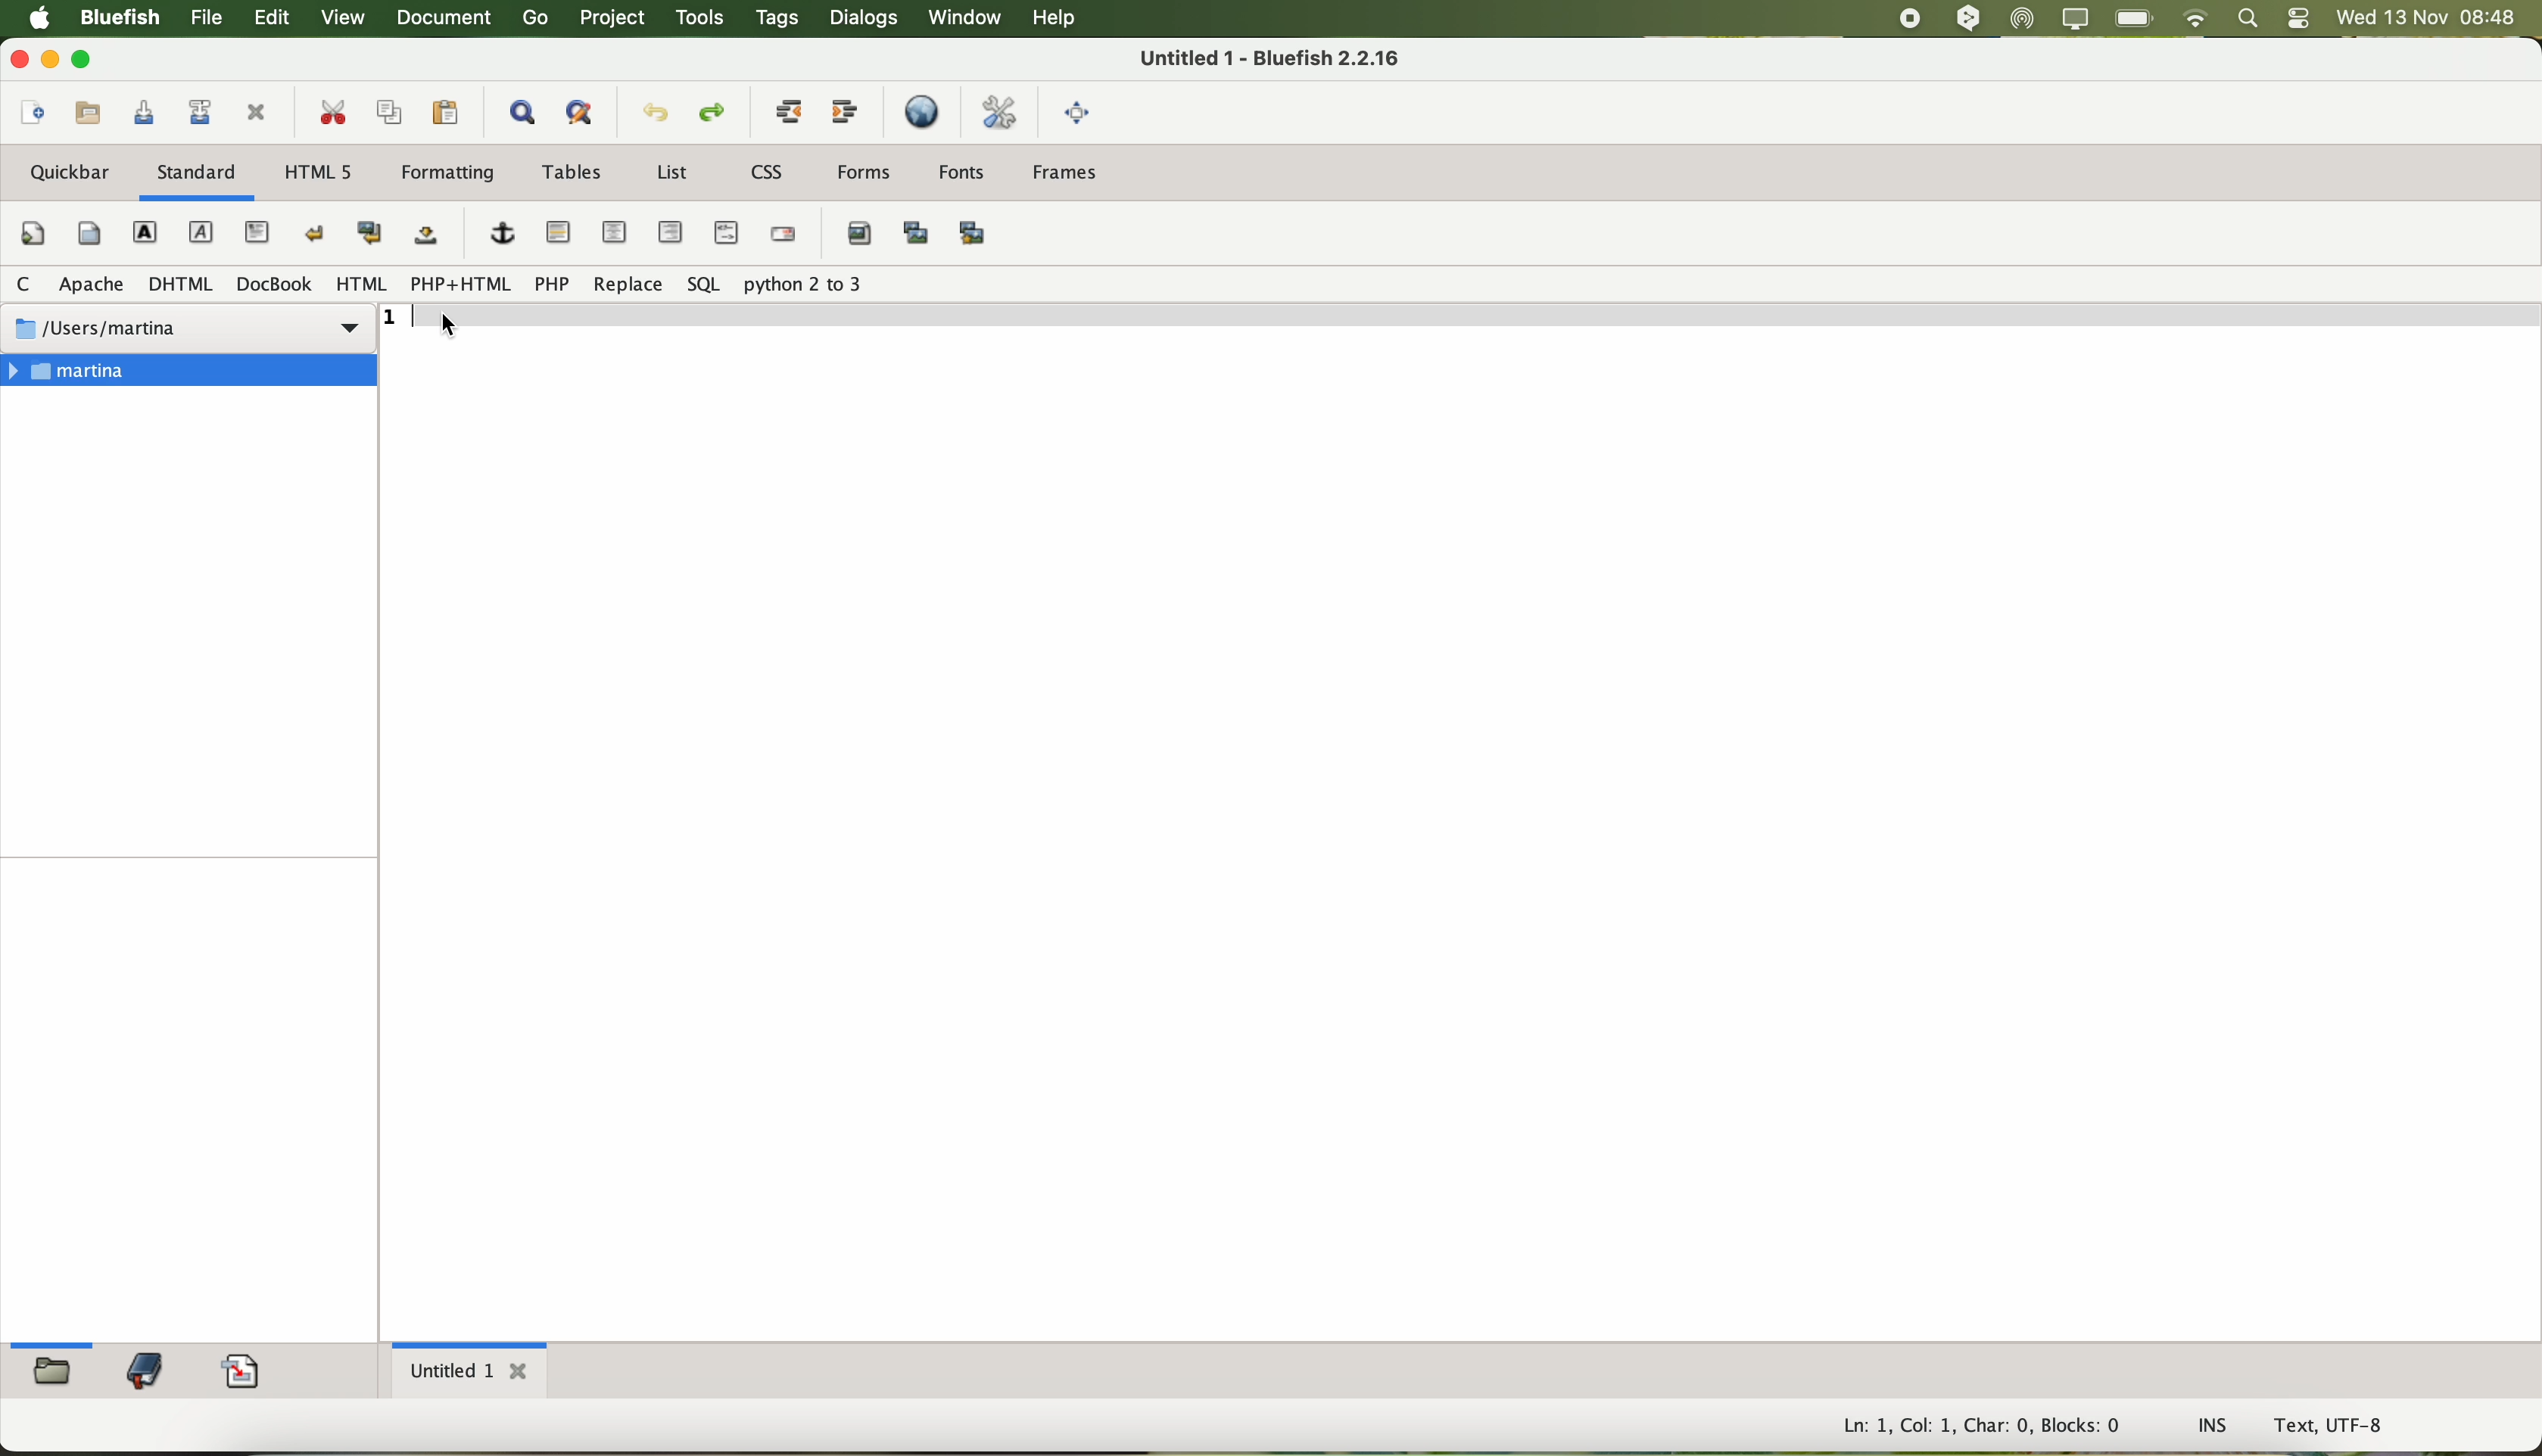 Bluefish File Edit View Document Go Project Tools Tags Dialogs Window Help Wed 13 Nov 08:48
Untitled 1 - Bluefish 2.2.16
Quickbar Standard HTML 5 Formatting Tables List CSS Forms Fonts Frames
C Apache DHTML DocBook HTML PHP+HTML PHP Replace SQL python 2 to 3
/Users/martina
1
martina
Untitled 1
Ln: 1, Col: 1, Char: 0, Blocks: 0 INS Text, UTF-8